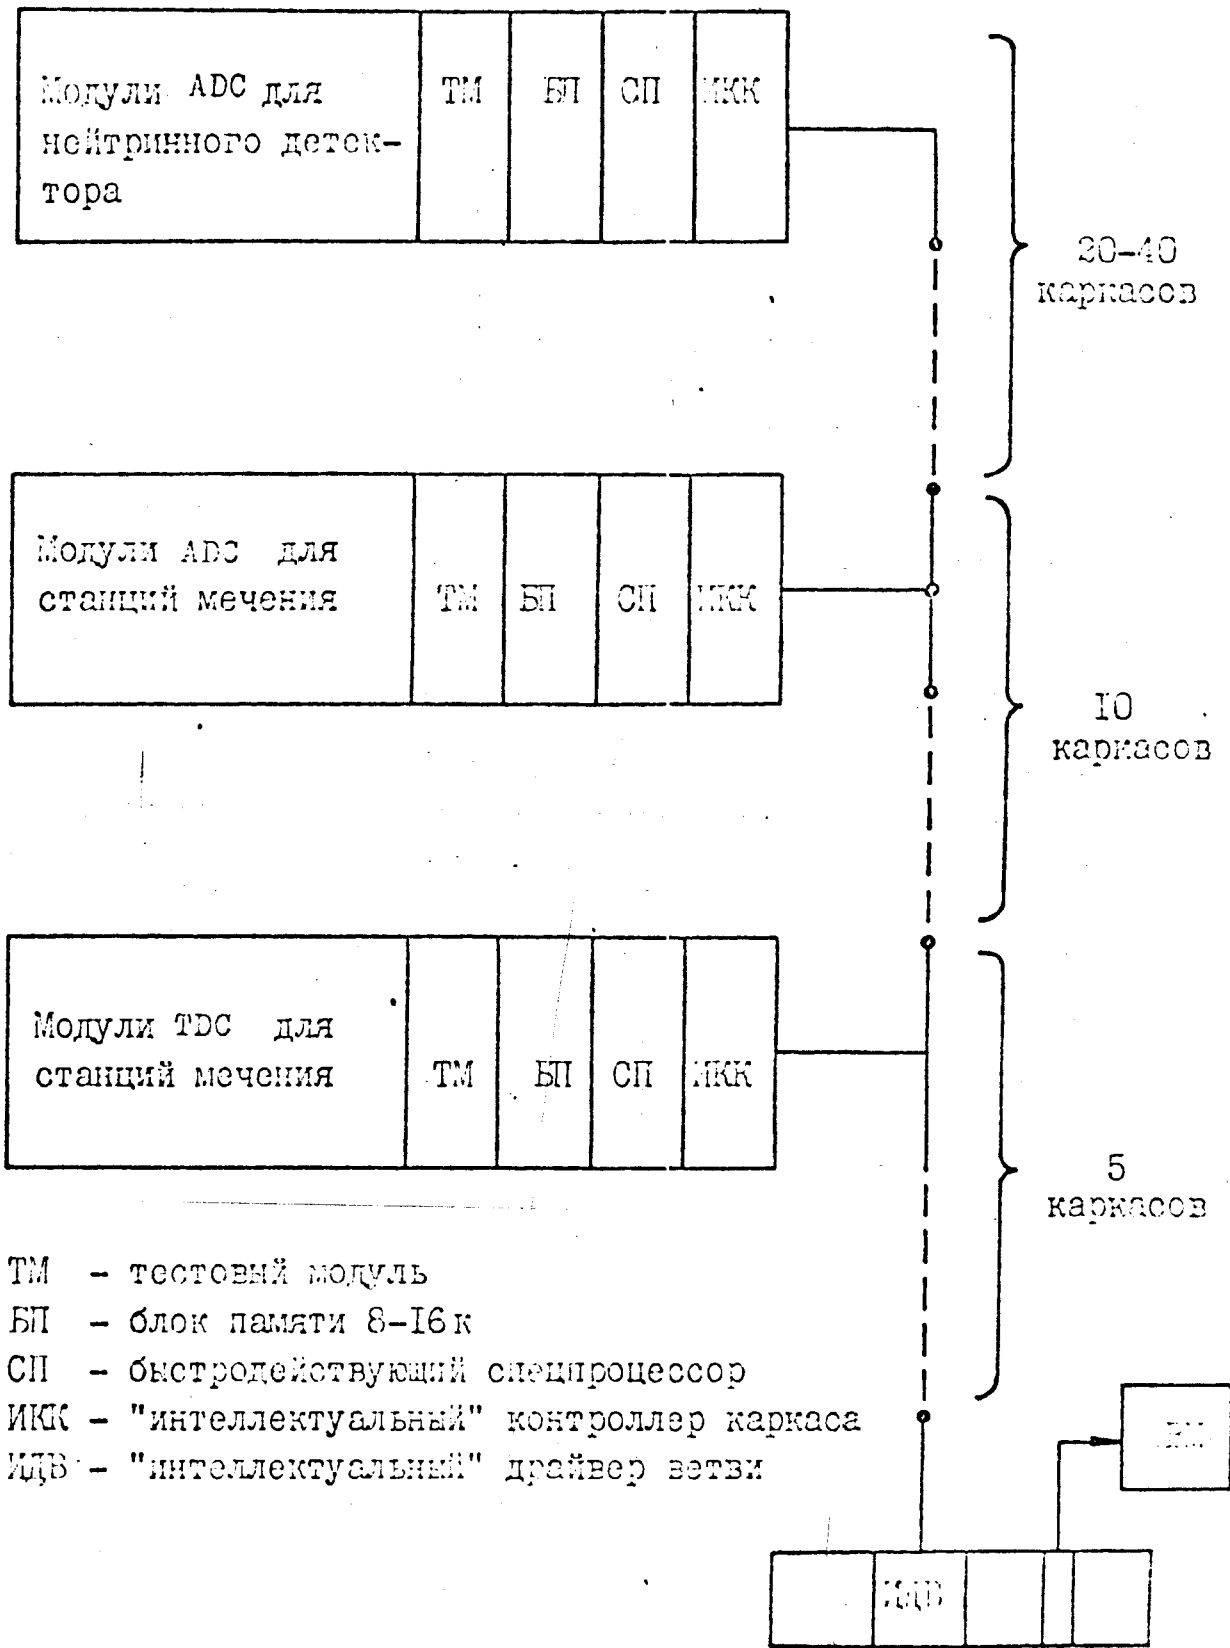 Модули ADC для
нейтринного детек-
тора
ТМ
БП
СП
ИКК
20-40
каркасов
Модули ADC для
станций мечения
ТМ
БП
СП
ИКК
IO
каркасов
Модули TDC для
станций мечения
ТМ
БП
СП
ИКК
5
каркасов
ТМ - тестовый модуль
БП - блок памяти 8-I6к
СП - быстродействующий спецпроцессор
ИКК - "интеллектуальный" контроллер каркаса
ИДВ - "интеллектуальный" драйвер ветви
ИДВ